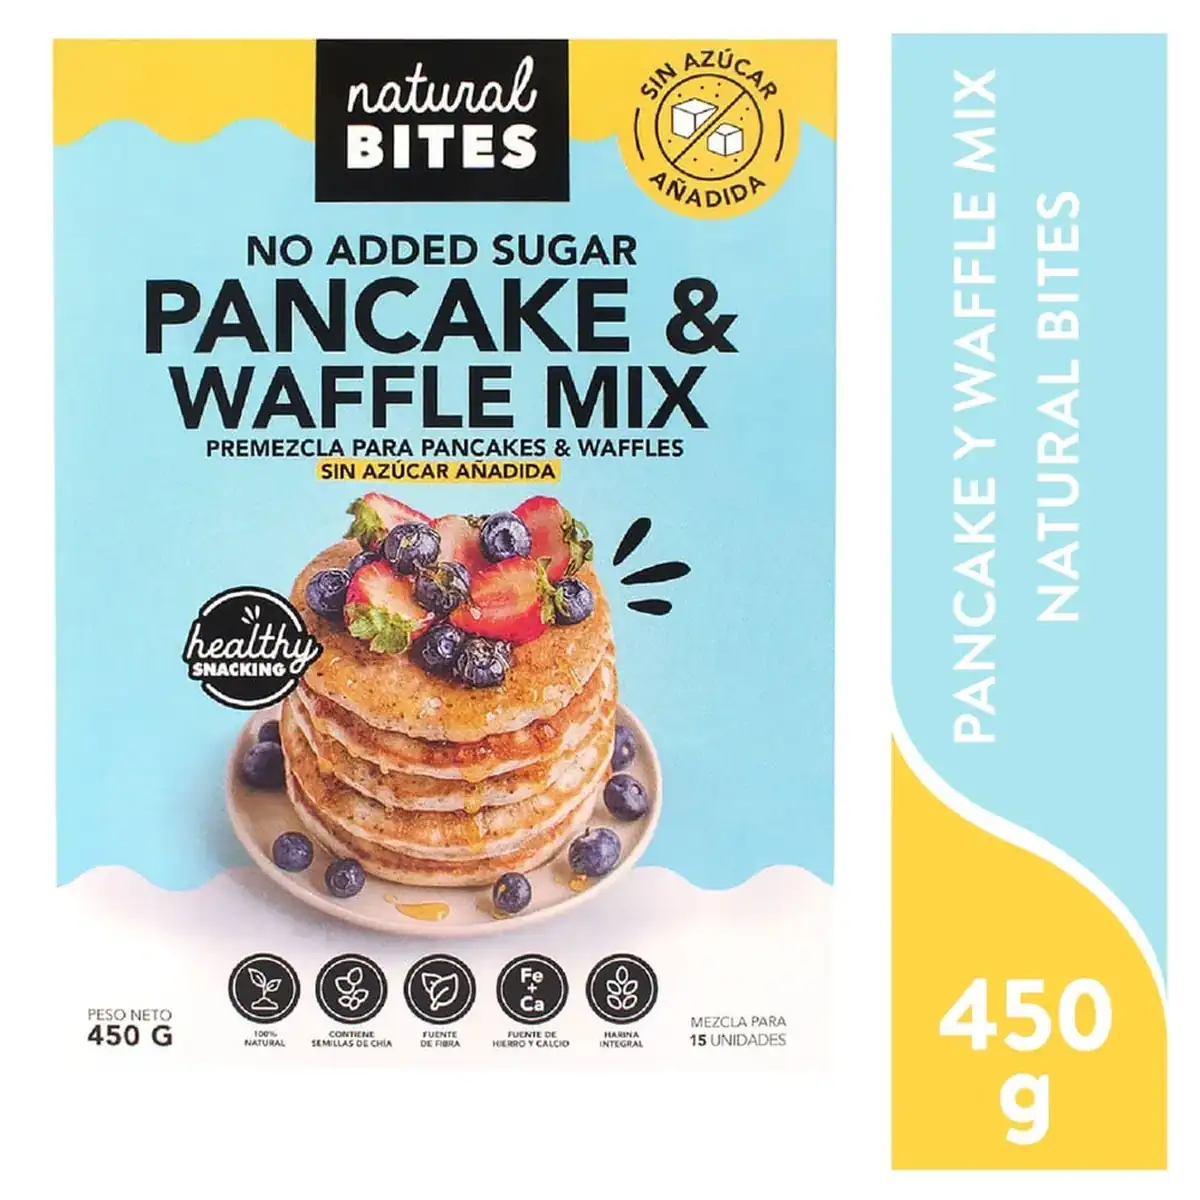 natural
BITES
SIN AZÚCAR
AÑADIDA
NO ADDED SUGAR
PANCAKE &
WAFFLE MIX
PREMEZCLA PARA PANCAKES & WAFFLES
SIN AZÚCAR AÑADIDA
healthy
SNACKING
PESO NETO
450 G
100%
NATURAL
CONTIENE
SEMILLAS DE CHÍA
FUENTE
DE FIBRA
Fe
+
Ca
FUENTE DE
HIERRO Y CALCIO
HARINA
INTEGRAL
MEZCLA PARA
15 UNIDADES
PANCAKE Y WAFFLE MIX
NATURAL BITES
450
g